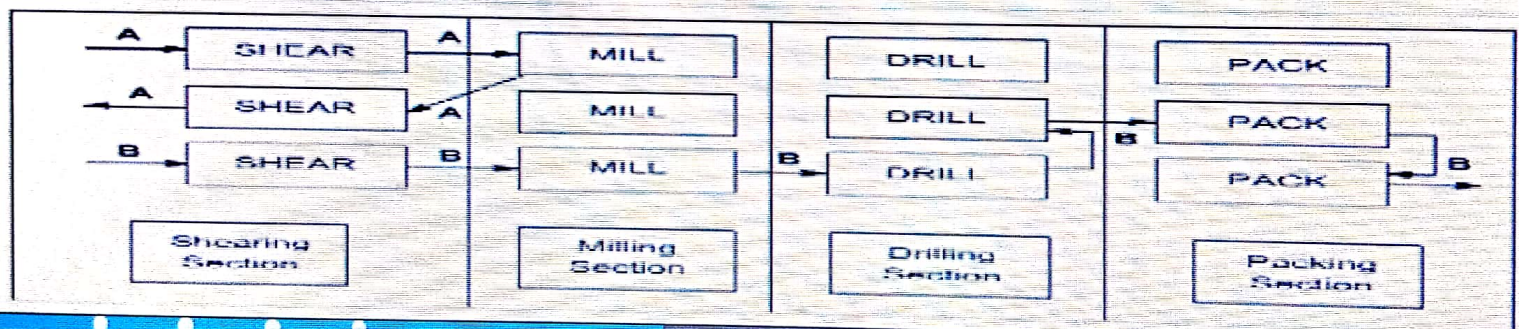 A
SHEAR
A
MILL
DRILL
PACK
A
SHEAR
A
MILL
DRILL
B
PACK
B
SHEAR
B
MILL
B
DRILL
PACK
B
Shearing
Section
Milling
Section
Drilling
Section
Packing
Section